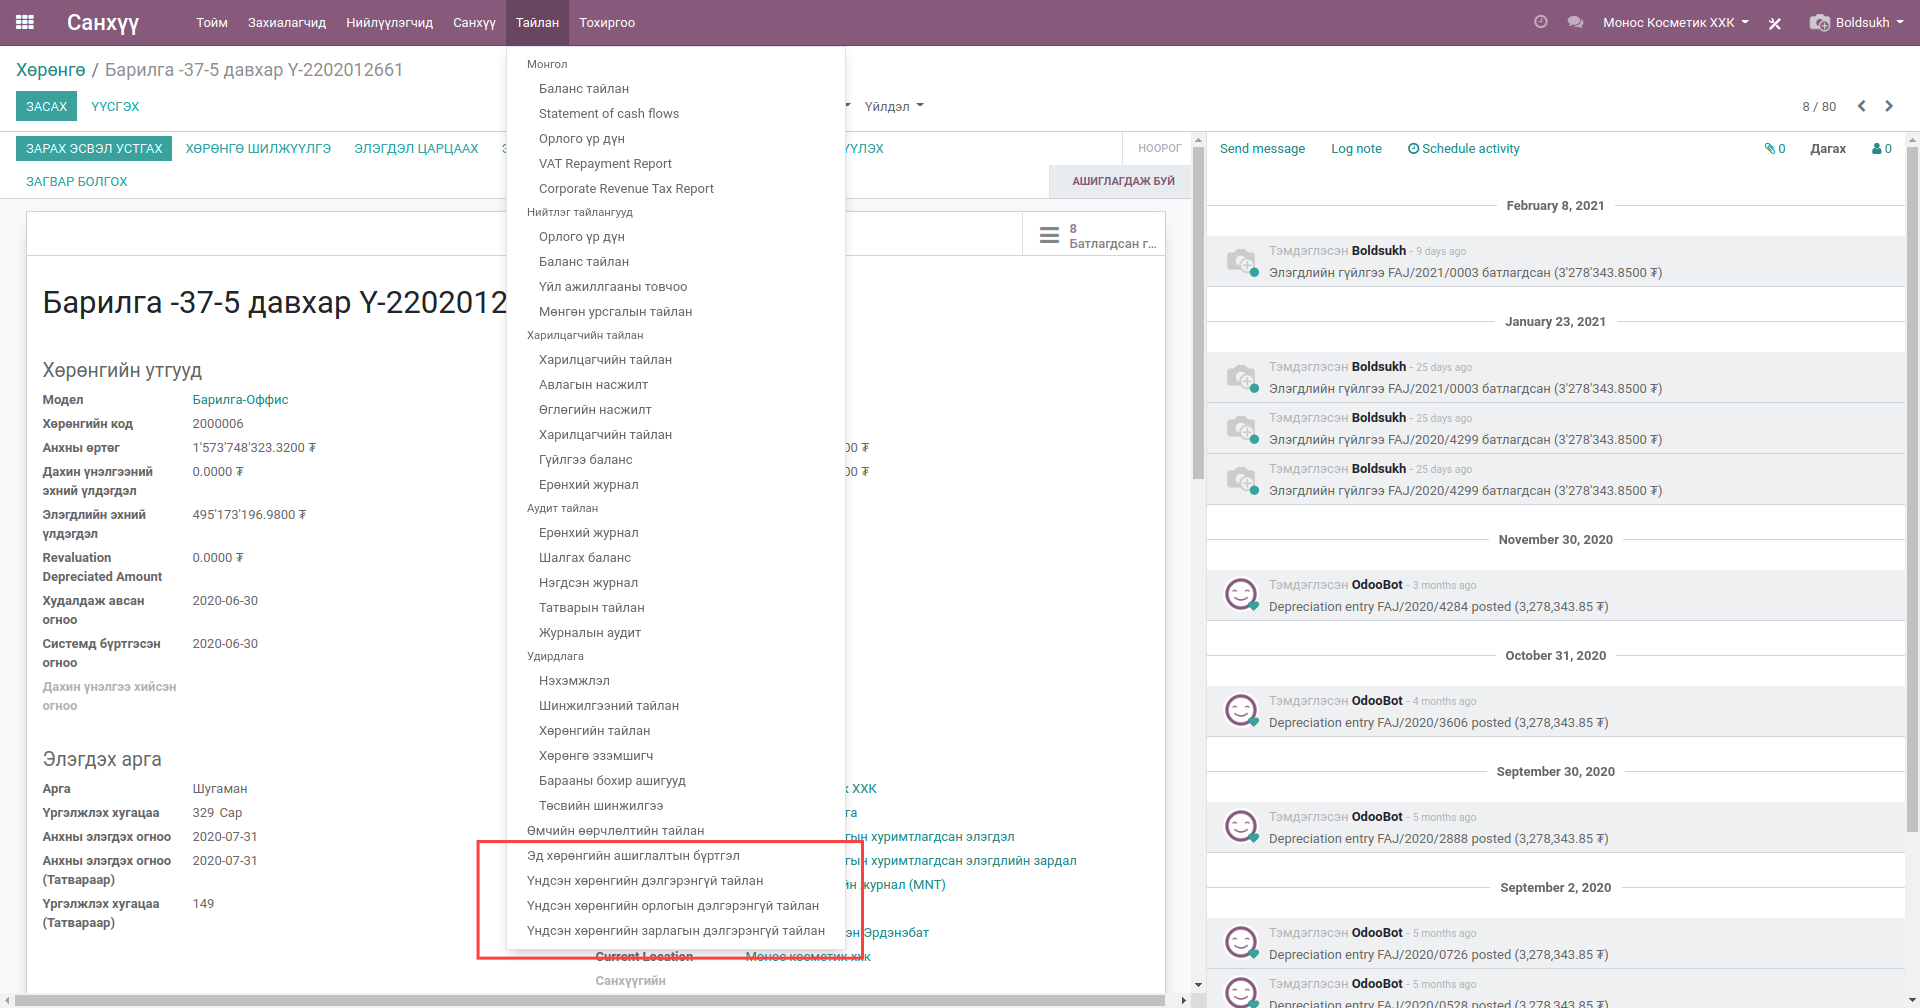 Санхүү
Тойм
Захиалагчид
Нийлүүлэгчид
Санхүү
Тайлан
Тохиргоо
Монос Косметик ХХК
Boldsukh
Хөрөнгө / Барилга -37-5 давхар Ү-2202012661
ЗАСАХ
ҮҮСГЭХ
Үйлдэл
8 / 80
ЗАРАХ ЭСВЭЛ УСТГАХ
ХӨРӨНГӨ ШИЛЖҮҮЛГЭ
ЭЛЭГДЭЛ ЦАРЦААХ
ҮҮЛЭХ
НООРОГ
ЗАГВАР БОЛГОХ
АШИГЛАГДАЖ БУЙ
8
Батлагдсан г...
Барилга -37-5 давхар Ү-2202012
Хөрөнгийн утгууд
Модел
Барилга-Оффис
Хөрөнгийн код
2000006
Анхны өртөг
1'573'748'323.3200 ₮
00 ₮
Дахин үнэлгээний эхний үлдэгдэл
0.0000 ₮
00 ₮
Элэгдлийн эхний үлдэгдэл
495'173'196.9800 ₮
Revaluation Depreciated Amount
0.0000 ₮
Худалдаж авсан огноо
2020-06-30
Системд бүртгэсэн огноо
2020-06-30
Дахин үнэлгээ хийсэн огноо
Элэгдэх арга
Арга
Шугаман
к ХХК
Үргэлжлэх хугацаа
329 Сар
га
Анхны элэгдэх огноо
2020-07-31
гын хуримтлагдсан элэгдэл
Анхны элэгдэх огноо (Татвараар)
2020-07-31
гын хуримтлагдсан элэгдлийн зардал
йн журнал (MNT)
Үргэлжлэх хугацаа (Татвараар)
149
эн Эрдэнэбат
Current Location
Монос косметик ххк
Санхүүгийн
Монгол
Баланс тайлан
Statement of cash flows
Орлого үр дүн
VAT Repayment Report
Corporate Revenue Tax Report
Нийтлэг тайлангууд
Орлого үр дүн
Баланс тайлан
Үйл ажиллгааны товчоо
Мөнгөн урсгалын тайлан
Харилцагчийн тайлан
Харилцагчийн тайлан
Авлагын насжилт
Өглөгийн насжилт
Харилцагчийн тайлан
Гүйлгээ баланс
Ерөнхий журнал
Аудит тайлан
Ерөнхий журнал
Шалгах баланс
Нэгдсэн журнал
Татварын тайлан
Журналын аудит
Удирдлага
Нэхэмжлэл
Шинжилгээний тайлан
Хөрөнгийн тайлан
Хөрөнгө эзэмшигч
Барааны бохир ашигууд
Төсвийн шинжилгээ
Өмчийн өөрчлөлтийн тайлан
Эд хөрөнгийн ашиглалтын бүртгэл
Үндсэн хөрөнгийн дэлгэрэнгүй тайлан
Үндсэн хөрөнгийн орлогын дэлгэрэнгүй тайлан
Үндсэн хөрөнгийн зарлагын дэлгэрэнгүй тайлан
Send message
Log note
Schedule activity
0
Дагах
0
February 8, 2021
Тэмдэглэсэн Boldsukh - 9 days ago
Элэгдлийн гүйлгээ FAJ/2021/0003 батлагдсан (3'278'343.8500 ₮)
January 23, 2021
Тэмдэглэсэн Boldsukh - 25 days ago
Элэгдлийн гүйлгээ FAJ/2021/0003 батлагдсан (3'278'343.8500 ₮)
Тэмдэглэсэн Boldsukh - 25 days ago
Элэгдлийн гүйлгээ FAJ/2020/4299 батлагдсан (3'278'343.8500 ₮)
Тэмдэглэсэн Boldsukh - 25 days ago
Элэгдлийн гүйлгээ FAJ/2020/4299 батлагдсан (3'278'343.8500 ₮)
November 30, 2020
Тэмдэглэсэн OdooBot - 3 months ago
Depreciation entry FAJ/2020/4284 posted (3,278,343.85 ₮)
October 31, 2020
Тэмдэглэсэн OdooBot - 4 months ago
Depreciation entry FAJ/2020/3606 posted (3,278,343.85 ₮)
September 30, 2020
Тэмдэглэсэн OdooBot - 5 months ago
Depreciation entry FAJ/2020/2888 posted (3,278,343.85 ₮)
September 2, 2020
Тэмдэглэсэн OdooBot - 5 months ago
Depreciation entry FAJ/2020/0726 posted (3,278,343.85 ₮)
Тэмдэглэсэн OdooBot - 5 months ago
Depreciation entry FAJ/2020/0528 posted (3,278,343.85 ₮)